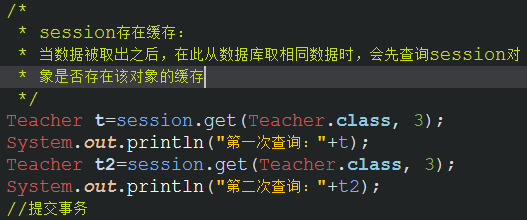 /*
* session存在缓存：
* 当数据被取出之后，在此从数据库取相同数据时，会先查询session对
* 象是否存在该对象的缓存
*/
Teacher t=session.get(Teacher.class, 3);
System.out.println("第一次查询："+t);
Teacher t2=session.get(Teacher.class, 3);
System.out.println("第二次查询："+t2);
//提交事务